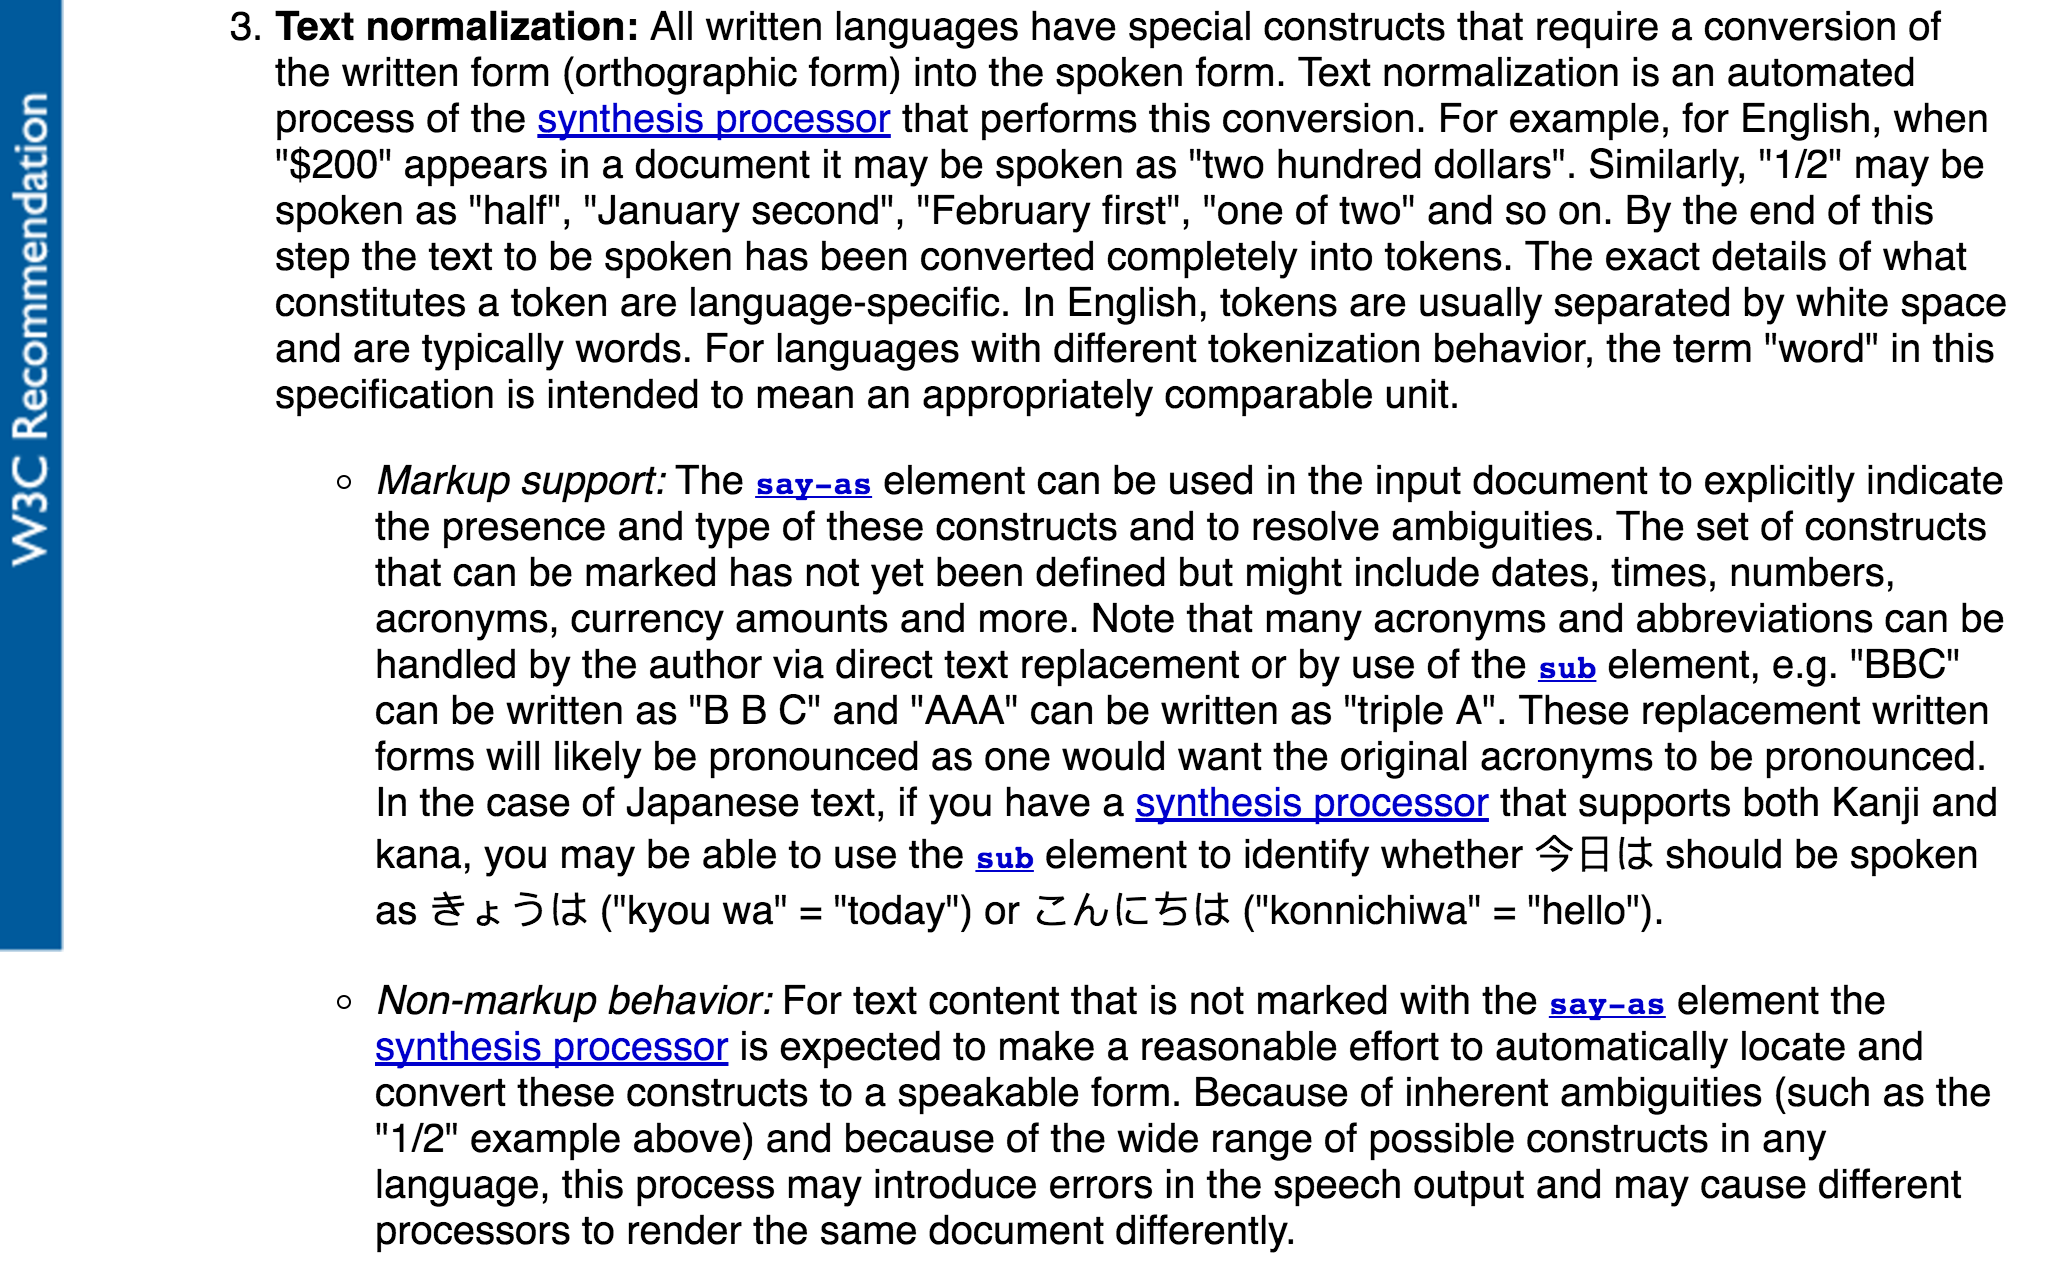 W3C Recommendation
3. Text normalization: All written languages have special constructs that require a conversion of
the written form (orthographic form) into the spoken form. Text normalization is an automated
process of the synthesis processor that performs this conversion. For example, for English, when
"$200" appears in a document it may be spoken as "two hundred dollars". Similarly, "1/2" may be
spoken as "half", "January second", "February first", "one of two" and so on. By the end of this
step the text to be spoken has been converted completely into tokens. The exact details of what
constitutes a token are language-specific. In English, tokens are usually separated by white space
and are typically words. For languages with different tokenization behavior, the term "word" in this
specification is intended to mean an appropriately comparable unit.
◦ Markup support: The say-as element can be used in the input document to explicitly indicate
the presence and type of these constructs and to resolve ambiguities. The set of constructs
that can be marked has not yet been defined but might include dates, times, numbers,
acronyms, currency amounts and more. Note that many acronyms and abbreviations can be
handled by the author via direct text replacement or by use of the sub element, e.g. "BBC"
can be written as "B B C" and "AAA" can be written as "triple A". These replacement written
forms will likely be pronounced as one would want the original acronyms to be pronounced.
In the case of Japanese text, if you have a synthesis processor that supports both Kanji and
kana, you may be able to use the sub element to identify whether 今日は should be spoken
as きょうは ("kyou wa" = "today") or こんにちは ("konnichiwa" = "hello").
◦ Non-markup behavior: For text content that is not marked with the say-as element the
synthesis processor is expected to make a reasonable effort to automatically locate and
convert these constructs to a speakable form. Because of inherent ambiguities (such as the
"1/2" example above) and because of the wide range of possible constructs in any
language, this process may introduce errors in the speech output and may cause different
processors to render the same document differently.